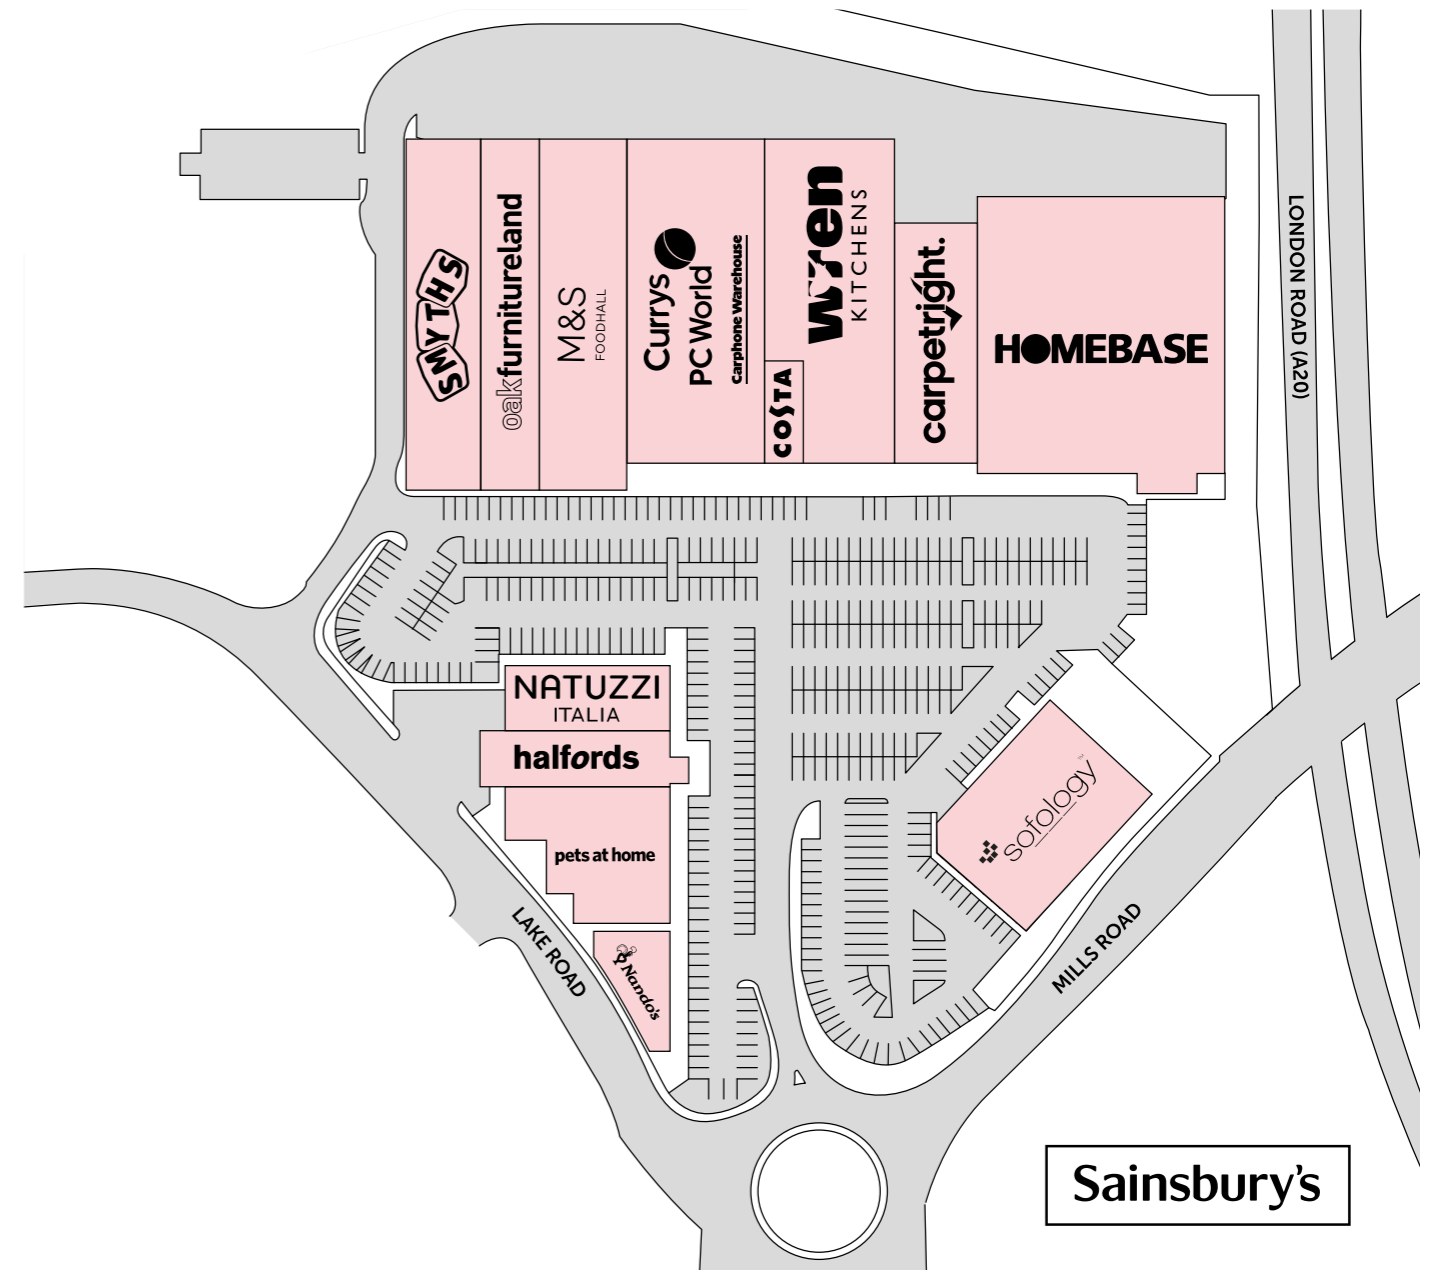 SMYTHS
oakfurnitureland
M&S
FOODHALL
Currys
PC World
Carphone Warehouse
COSTA
wren
KITCHENS
carpetright.
HOMEBASE
LONDON ROAD (A20)
NATUZZI
ITALIA
halfords
pets at home
Nando's
sofology™
LAKE ROAD
MILLS ROAD
Sainsbury's